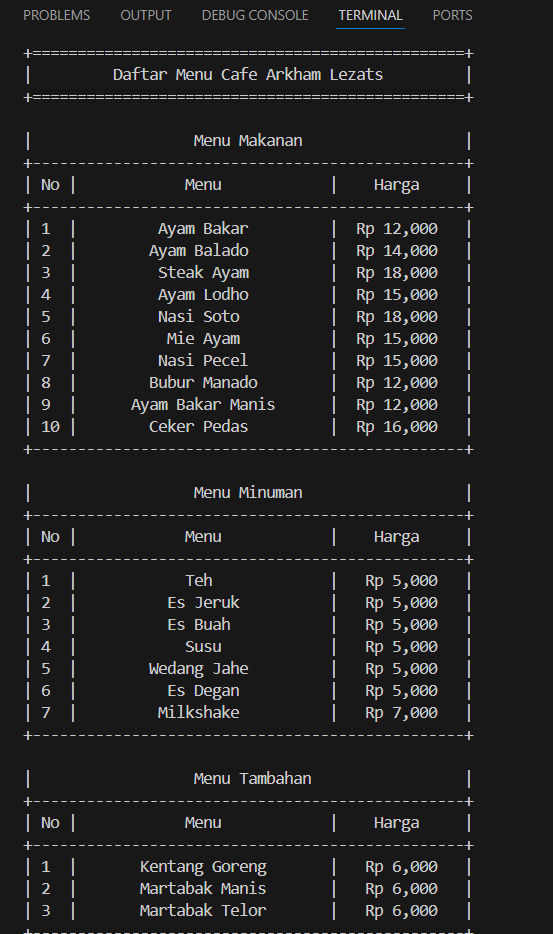 PROBLEMS OUTPUT DEBUG CONSOLE TERMINAL PORTS
+================================================+
|         Daftar Menu Cafe Arkham Lezats         |
+================================================+
|                  Menu Makanan                  |
+------------------------------------------------+
| No |            Menu            |    Harga     |
+------------------------------------------------+
| 1  |         Ayam Bakar         |  Rp 12,000   |
| 2  |        Ayam Balado         |  Rp 14,000   |
| 3  |         Steak Ayam         |  Rp 18,000   |
| 4  |         Ayam Lodho         |  Rp 15,000   |
| 5  |         Nasi Soto          |  Rp 18,000   |
| 6  |          Mie Ayam          |  Rp 15,000   |
| 7  |         Nasi Pecel         |  Rp 15,000   |
| 8  |        Bubur Manado        |  Rp 12,000   |
| 9  |      Ayam Bakar Manis      |  Rp 12,000   |
| 10 |        Ceker Pedas         |  Rp 16,000   |
+------------------------------------------------+
|                  Menu Minuman                  |
+------------------------------------------------+
| No |            Menu            |    Harga     |
+------------------------------------------------+
| 1  |            Teh             |   Rp 5,000   |
| 2  |          Es Jeruk          |   Rp 5,000   |
| 3  |          Es Buah           |   Rp 5,000   |
| 4  |            Susu            |   Rp 5,000   |
| 5  |        Wedang Jahe         |   Rp 5,000   |
| 6  |          Es Degan          |   Rp 5,000   |
| 7  |         Milkshake          |   Rp 7,000   |
+------------------------------------------------+
|                  Menu Tambahan                 |
+------------------------------------------------+
| No |            Menu            |    Harga     |
+------------------------------------------------+
| 1  |       Kentang Goreng       |   Rp 6,000   |
| 2  |       Martabak Manis       |   Rp 6,000   |
| 3  |       Martabak Telor       |   Rp 6,000   |
+------------------------------------------------+